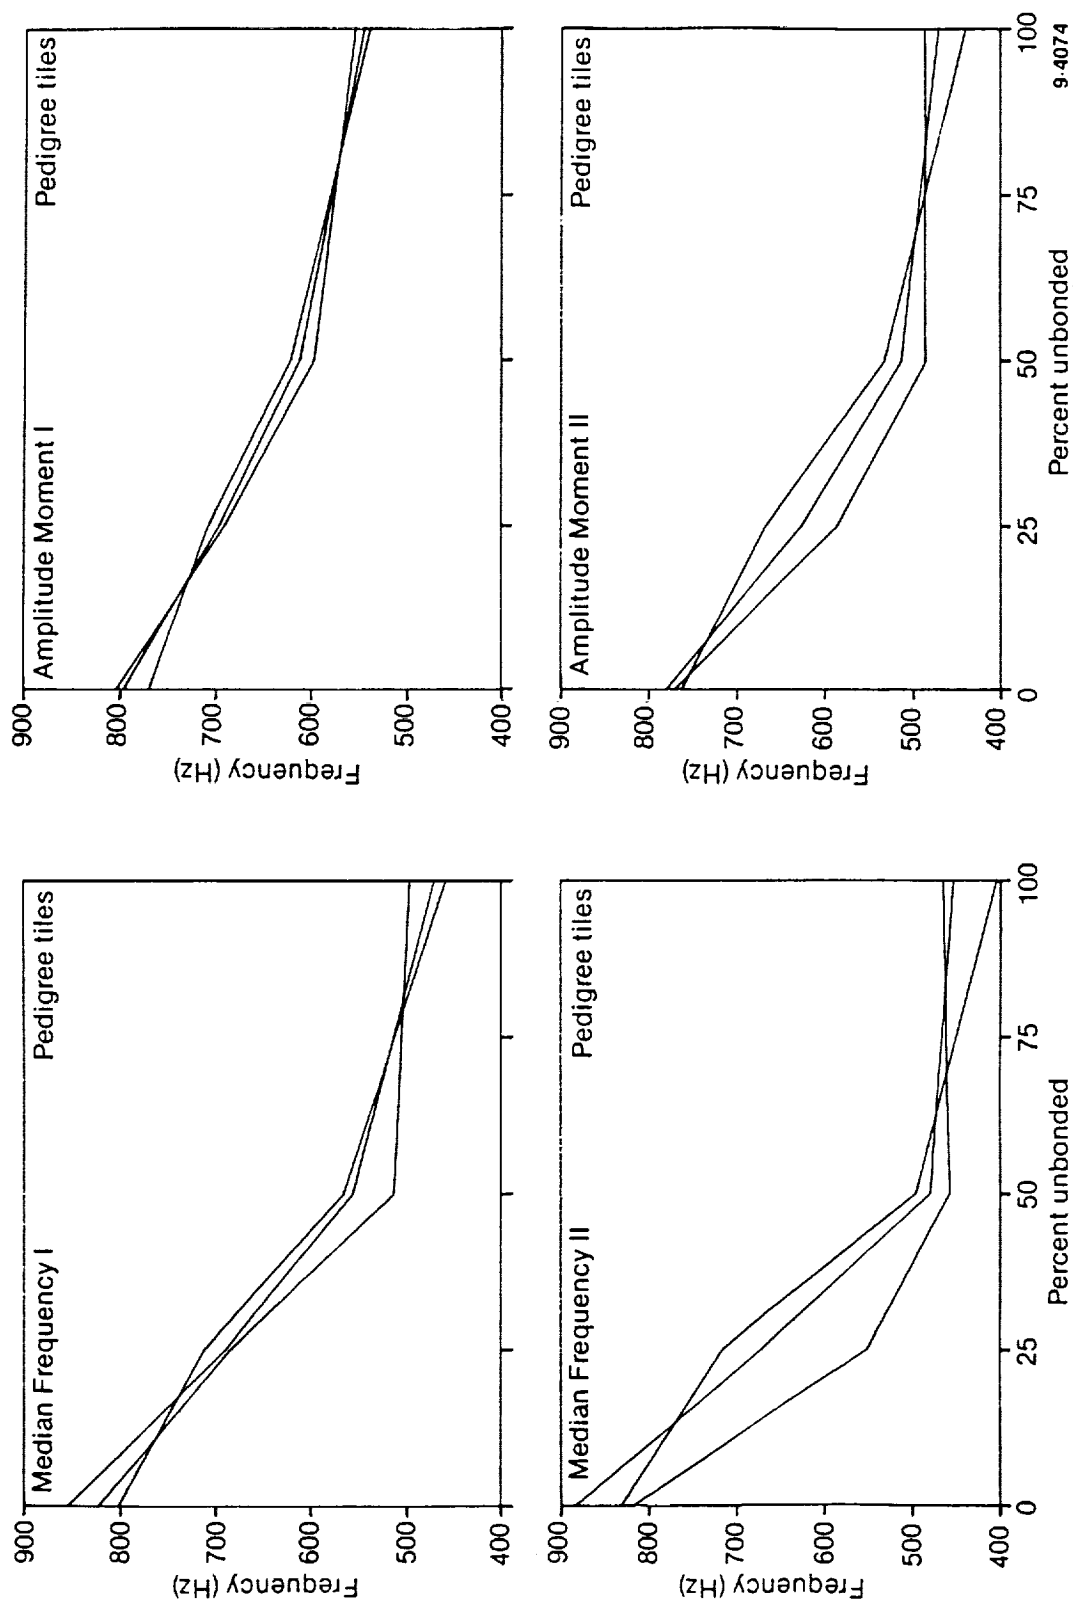 Median Frequency I
Pedigree tiles
900
800
700
600
500
400
Frequency (Hz)
Amplitude Moment I
Pedigree tiles
900
800
700
600
500
400
Frequency (Hz)
Median Frequency II
Pedigree tiles
900
800
700
600
500
400
Frequency (Hz)
0
25
50
75
100
Percent unbonded
Amplitude Moment II
Pedigree tiles
900
800
700
600
500
400
Frequency (Hz)
0
25
50
75
100
Percent unbonded
9-4074